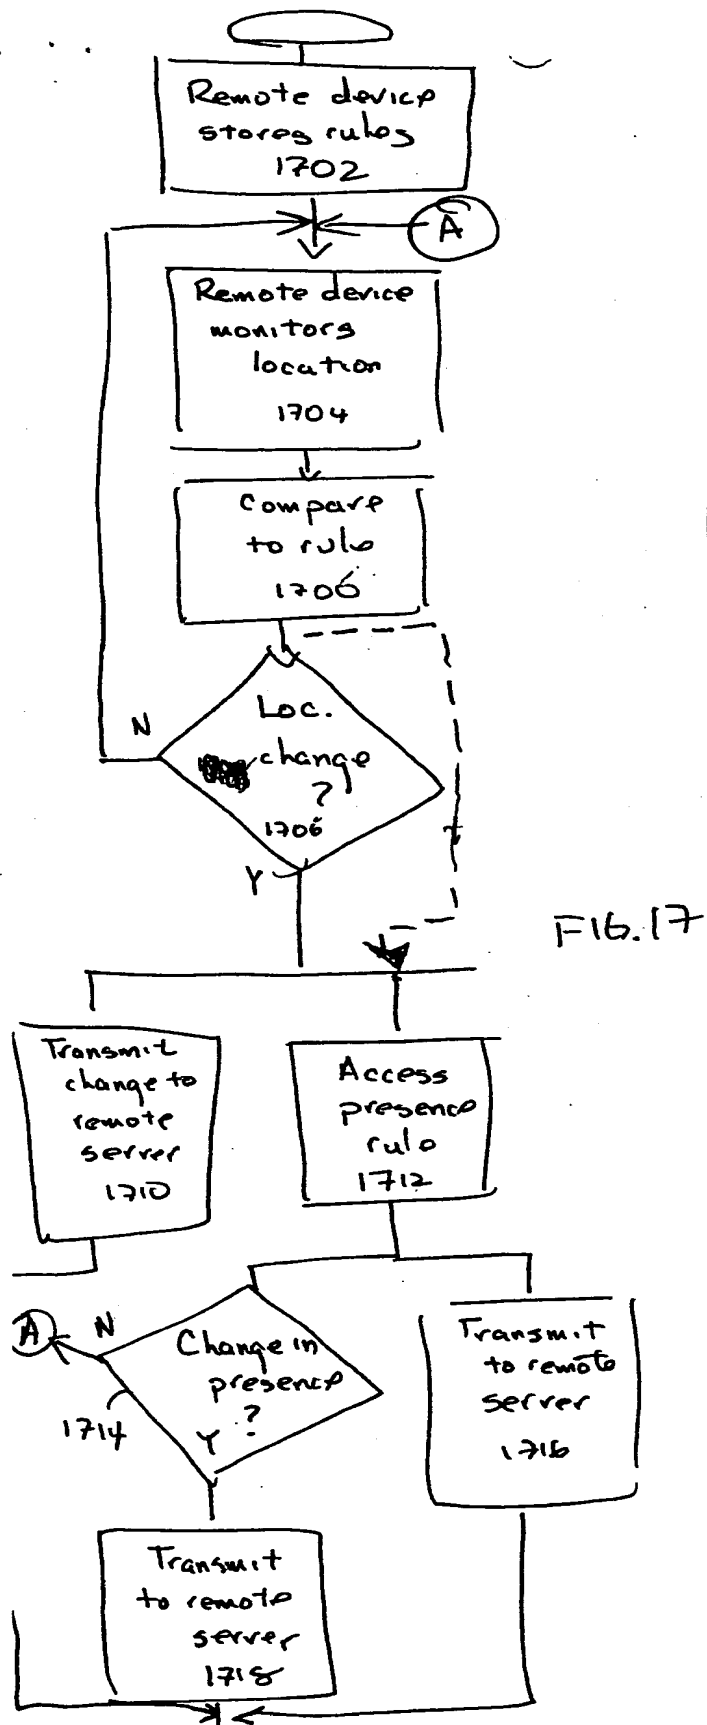 Remote device
stores rules
1702
A
Remote device
monitors
location
1704
Compare
to rule
1706
N
Loc.
change
?
1706
Y
FIG.17
Transmit
change to
remote
server
1710
Access
presence
rule
1712
A
N
Change in
presence
?
1714
Y
Transmit
to remote
server
1716
Transmit
to remote
server
1718